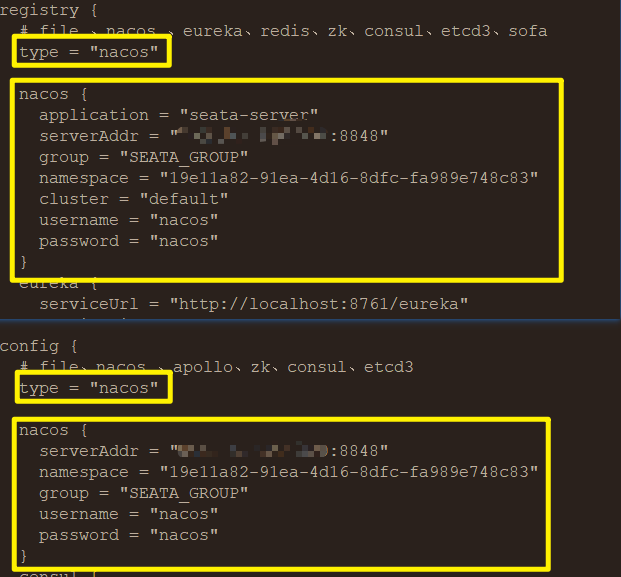 registry {
# file 、nacos 、eureka、redis、zk、consul、etcd3、sofa
type = "nacos"
nacos {
application = "seata-server"
serverAddr = ":8848"
group = "SEATA_GROUP"
namespace = "19e11a82-91ea-4d16-8dfc-fa989e748c83"
cluster = "default"
username = "nacos"
password = "nacos"
}
eureka {
serviceUrl = "http://localhost:8761/eureka"
config {
# file、nacos 、apollo、zk、consul、etcd3
type = "nacos"
nacos {
serverAddr = ":8848"
namespace = "19e11a82-91ea-4d16-8dfc-fa989e748c83"
group = "SEATA_GROUP"
username = "nacos"
password = "nacos"
}
consul {